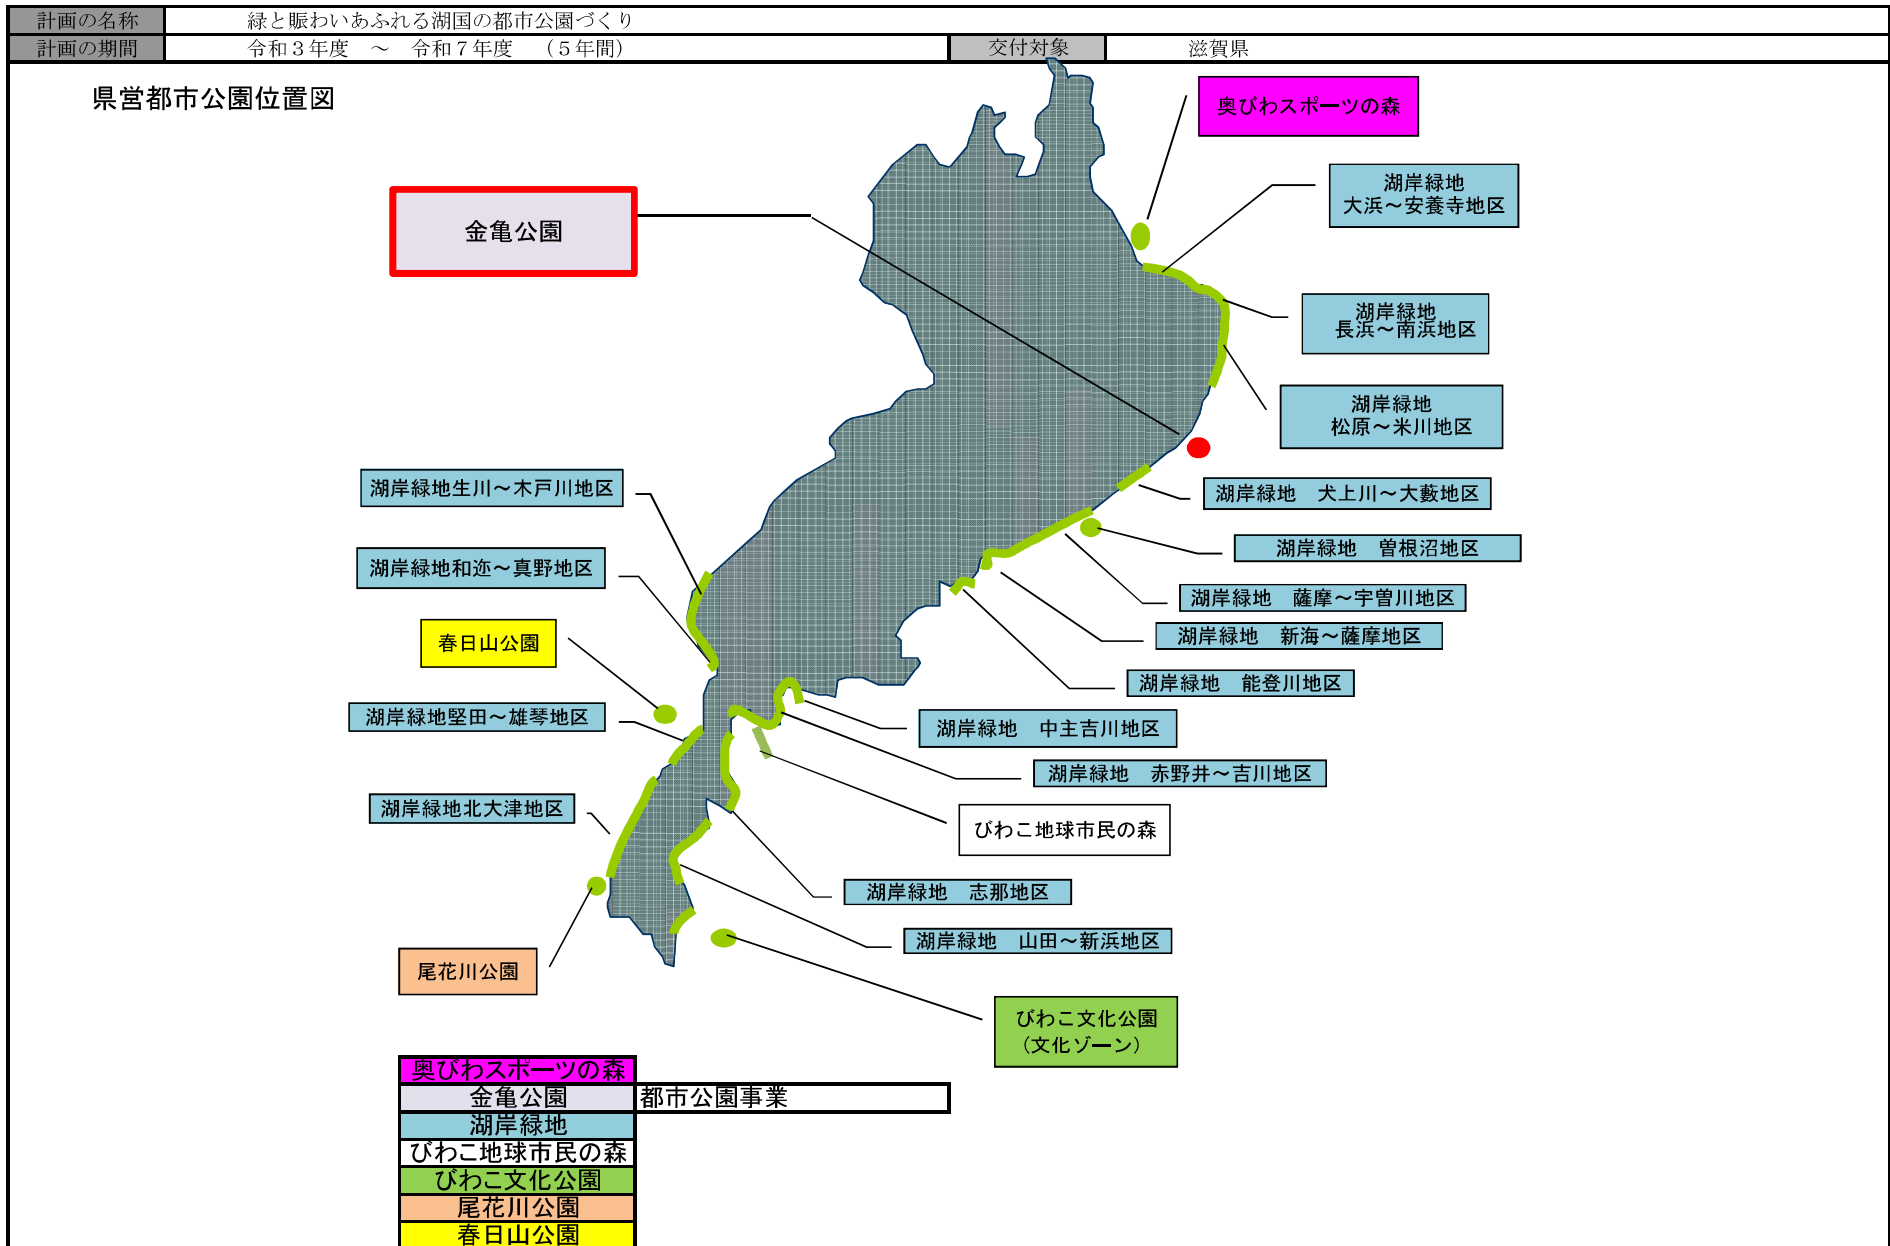 計画の名称　緑と賑わいあふれる湖国の都市公園づくり
計画の期間　令和３年度　～　令和７年度　（５年間）　交付対象　滋賀県
県営都市公園位置図
奥びわスポーツの森
湖岸緑地
大浜～安養寺地区
金亀公園
湖岸緑地
長浜～南浜地区
湖岸緑地
松原～米川地区
湖岸緑地生川～木戸川地区
湖岸緑地　犬上川～大藪地区
湖岸緑地　曽根沼地区
湖岸緑地和迩～真野地区
湖岸緑地　薩摩～宇曽川地区
湖岸緑地　新海～薩摩地区
春日山公園
湖岸緑地　能登川地区
湖岸緑地堅田～雄琴地区
湖岸緑地　中主吉川地区
湖岸緑地　赤野井～吉川地区
湖岸緑地北大津地区
びわこ地球市民の森
湖岸緑地　志那地区
湖岸緑地　山田～新浜地区
尾花川公園
びわこ文化公園
（文化ゾーン）
奥びわスポーツの森
金亀公園　都市公園事業
湖岸緑地
びわこ地球市民の森
びわこ文化公園
尾花川公園
春日山公園